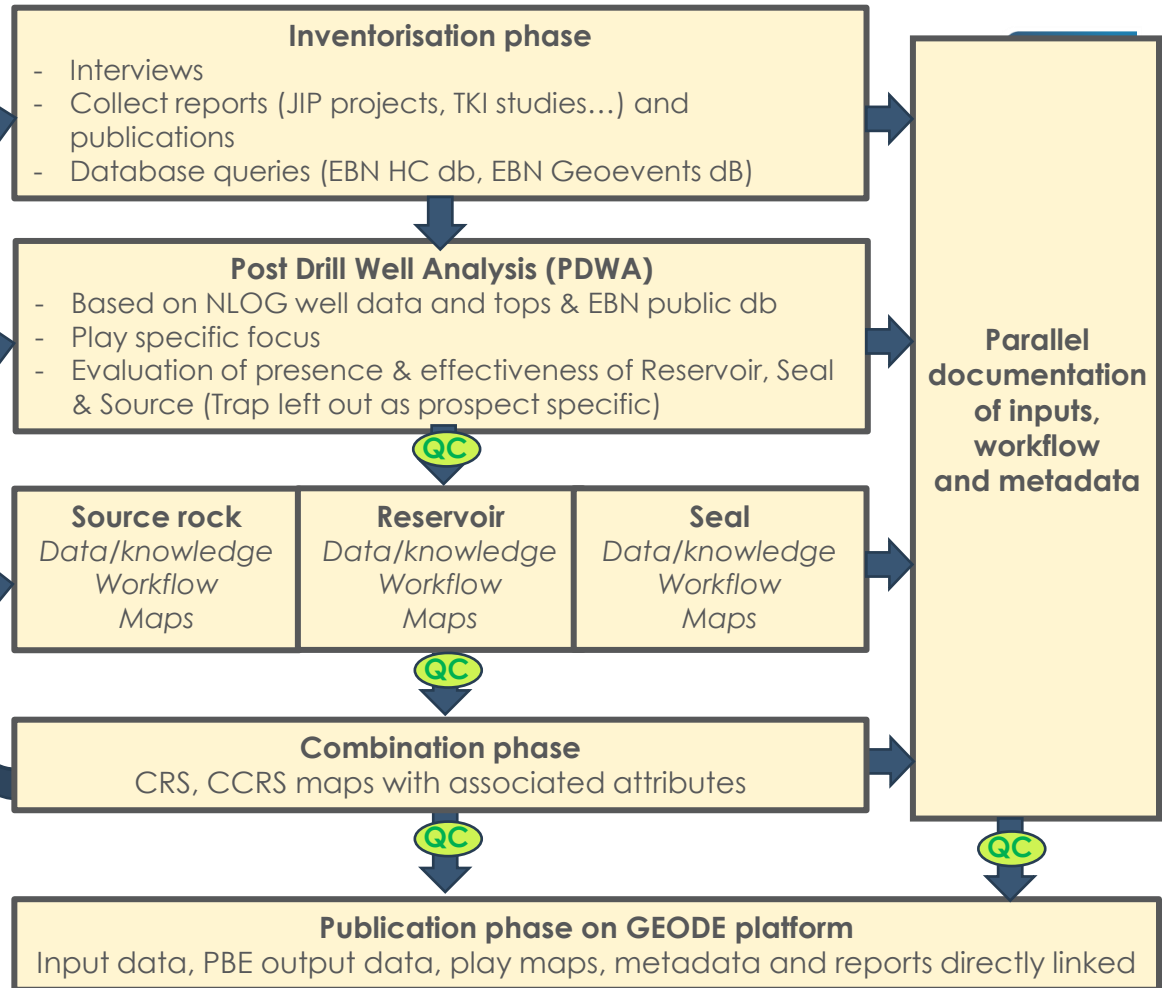 Inventorisation phase
- Interviews
- Collect reports (JIP projects, TKI studies…) and
publications
- Database queries (EBN HC db, EBN Geoevents dB)
Post Drill Well Analysis (PDWA)
- Based on NLOG well data and tops & EBN public db
- Play specific focus
- Evaluation of presence & effectiveness of Reservoir, Seal
& Source (Trap left out as prospect specific)
QC
Source rock
Data/knowledge
Workflow
Maps
Reservoir
Data/knowledge
Workflow
Maps
Seal
Data/knowledge
Workflow
Maps
QC
Combination phase
CRS, CCRS maps with associated attributes
QC
Parallel
documentation
of inputs,
workflow
and metadata
QC
Publication phase on GEODE platform
Input data, PBE output data, play maps, metadata and reports directly linked